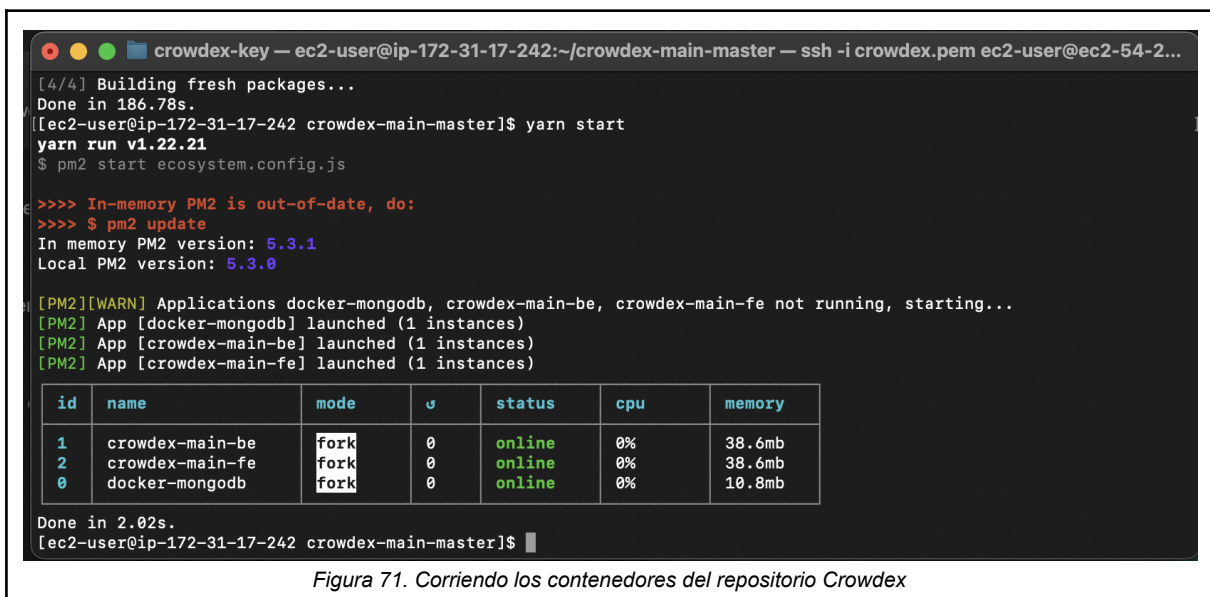 crowdex-key — ec2-user@ip-172-31-17-242:~/crowdex-main-master — ssh -i crowdex.pem ec2-user@ec2-54-2...
[4/4] Building fresh packages...
Done in 186.78s.
[[ec2-user@ip-172-31-17-242 crowdex-main-master]$ yarn start ]
yarn run v1.22.21
$ pm2 start ecosystem.config.js
>>>> In-memory PM2 is out-of-date, do:
>>>> $ pm2 update
In memory PM2 version: 5.3.1
Local PM2 version: 5.3.0
[PM2][WARN] Applications docker-mongodb, crowdex-main-be, crowdex-main-fe not running, starting...
[PM2] App [docker-mongodb] launched (1 instances)
[PM2] App [crowdex-main-be] launched (1 instances)
[PM2] App [crowdex-main-fe] launched (1 instances)
id name mode ↺ status cpu memory
1 crowdex-main-be fork 0 online 0% 38.6mb
2 crowdex-main-fe fork 0 online 0% 38.6mb
0 docker-mongodb fork 0 online 0% 10.8mb
Done in 2.02s.
[ec2-user@ip-172-31-17-242 crowdex-main-master]$
Figura 71. Corriendo los contenedores del repositorio Crowdex